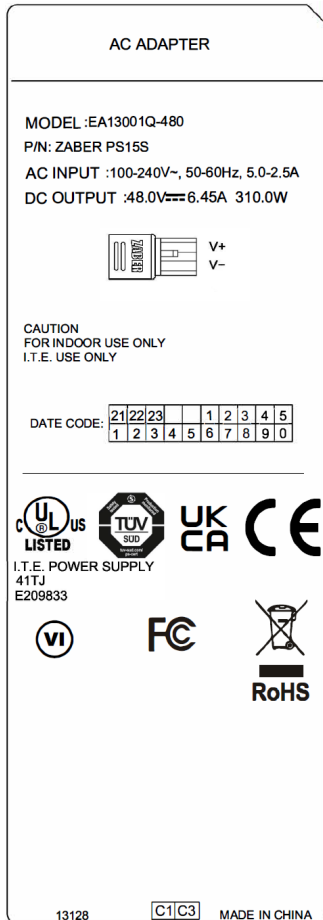 AC ADAPTER
MODEL :EA13001Q-480
P/N: ZABER PS15S
AC INPUT :100-240V~, 50-60Hz, 5.0-2.5A
DC OUTPUT :48.0V⎓6.45A 310.0W
ZABER
V+
V−
CAUTION
FOR INDOOR USE ONLY
I.T.E. USE ONLY
DATE CODE:
21 22 23 1 2 3 4 5
1 2 3 4 5 6 7 8 9 0
c UL ® US
LISTED
TÜV
SUD
UK
CA
CE
I.T.E. POWER SUPPLY
41TJ
E209833
VI
FC
RoHS
13128
C1 C3
MADE IN CHINA